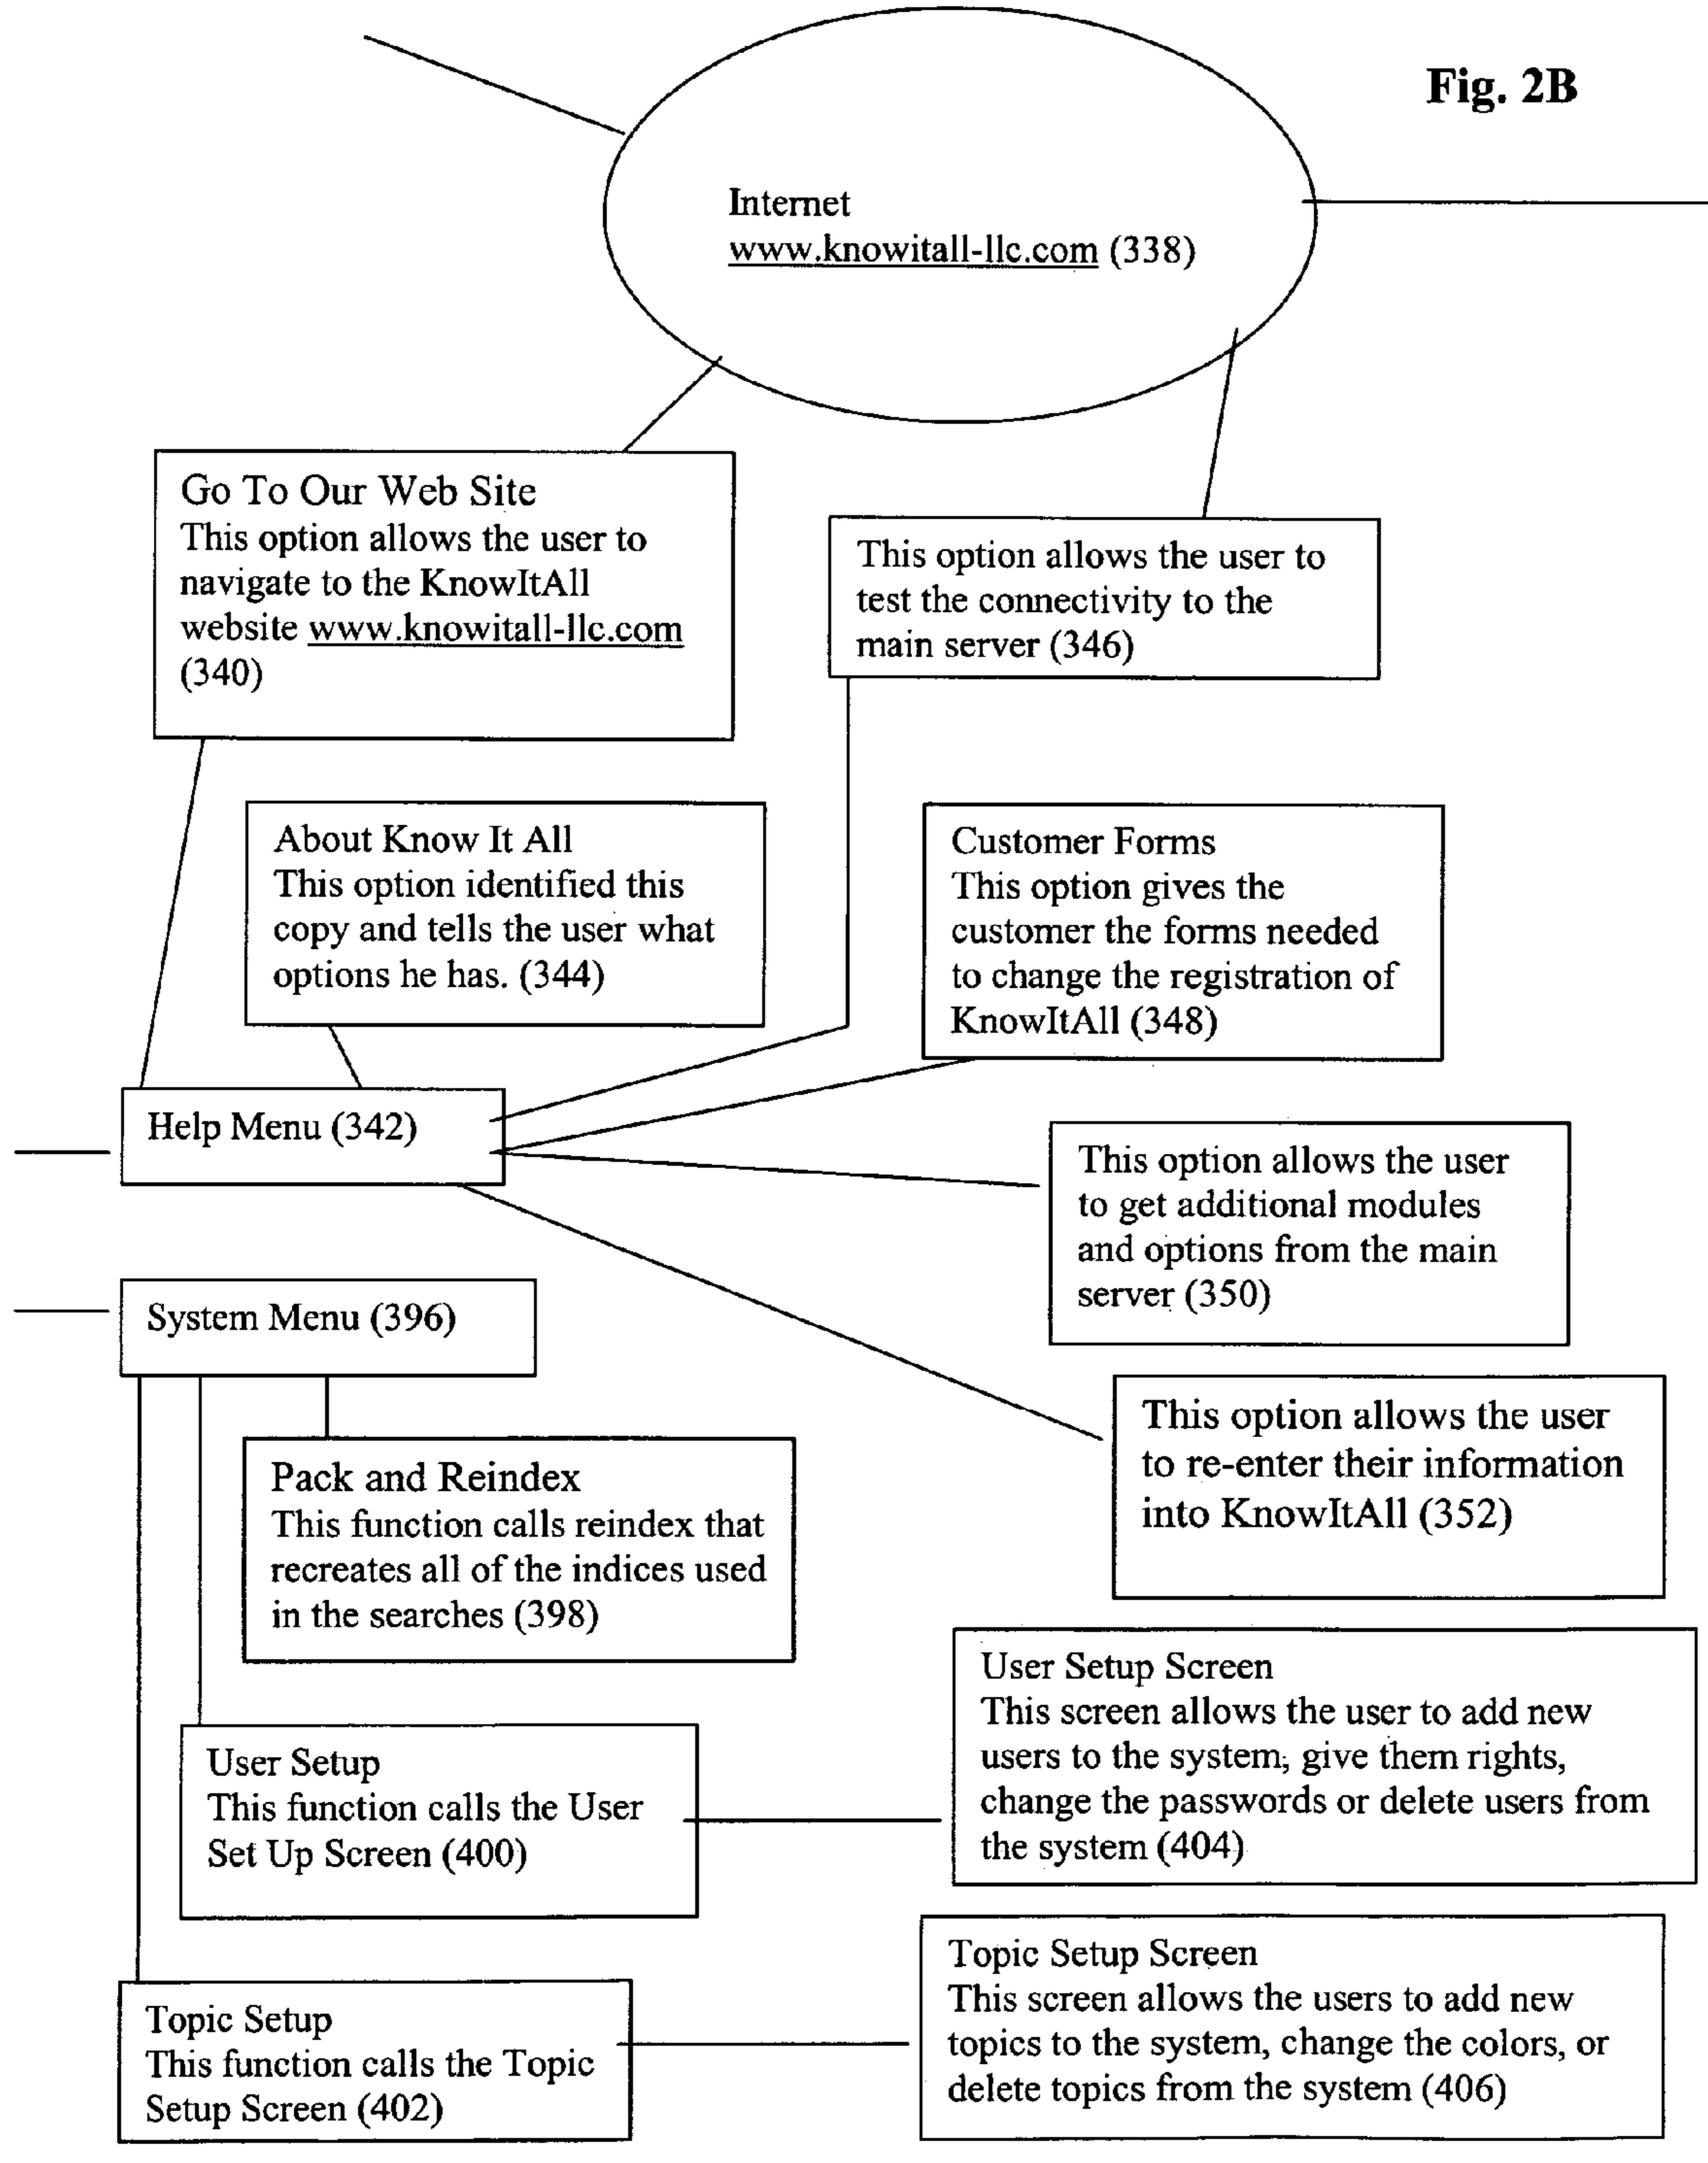 Fig. 2B
Internet
www.knowitall-llc.com (338)
Go To Our Web Site
This option allows the user to
navigate to the KnowItAll
website www.knowitall-llc.com
(340)
This option allows the user to
test the connectivity to the
main server (346)
About Know It All
This option identified this
copy and tells the user what
options he has. (344)
Customer Forms
This option gives the
customer the forms needed
to change the registration of
KnowItAll (348)
Help Menu (342)
This option allows the user
to get additional modules
and options from the main
server (350)
System Menu (396)
This option allows the user
to re-enter their information
into KnowItAll (352)
Pack and Reindex
This function calls reindex that
recreates all of the indices used
in the searches (398)
User Setup Screen
This screen allows the user to add new
users to the system, give them rights,
change the passwords or delete users from
the system (404)
User Setup
This function calls the User
Set Up Screen (400)
Topic Setup Screen
This screen allows the users to add new
topics to the system, change the colors, or
delete topics from the system (406)
Topic Setup
This function calls the Topic
Setup Screen (402)